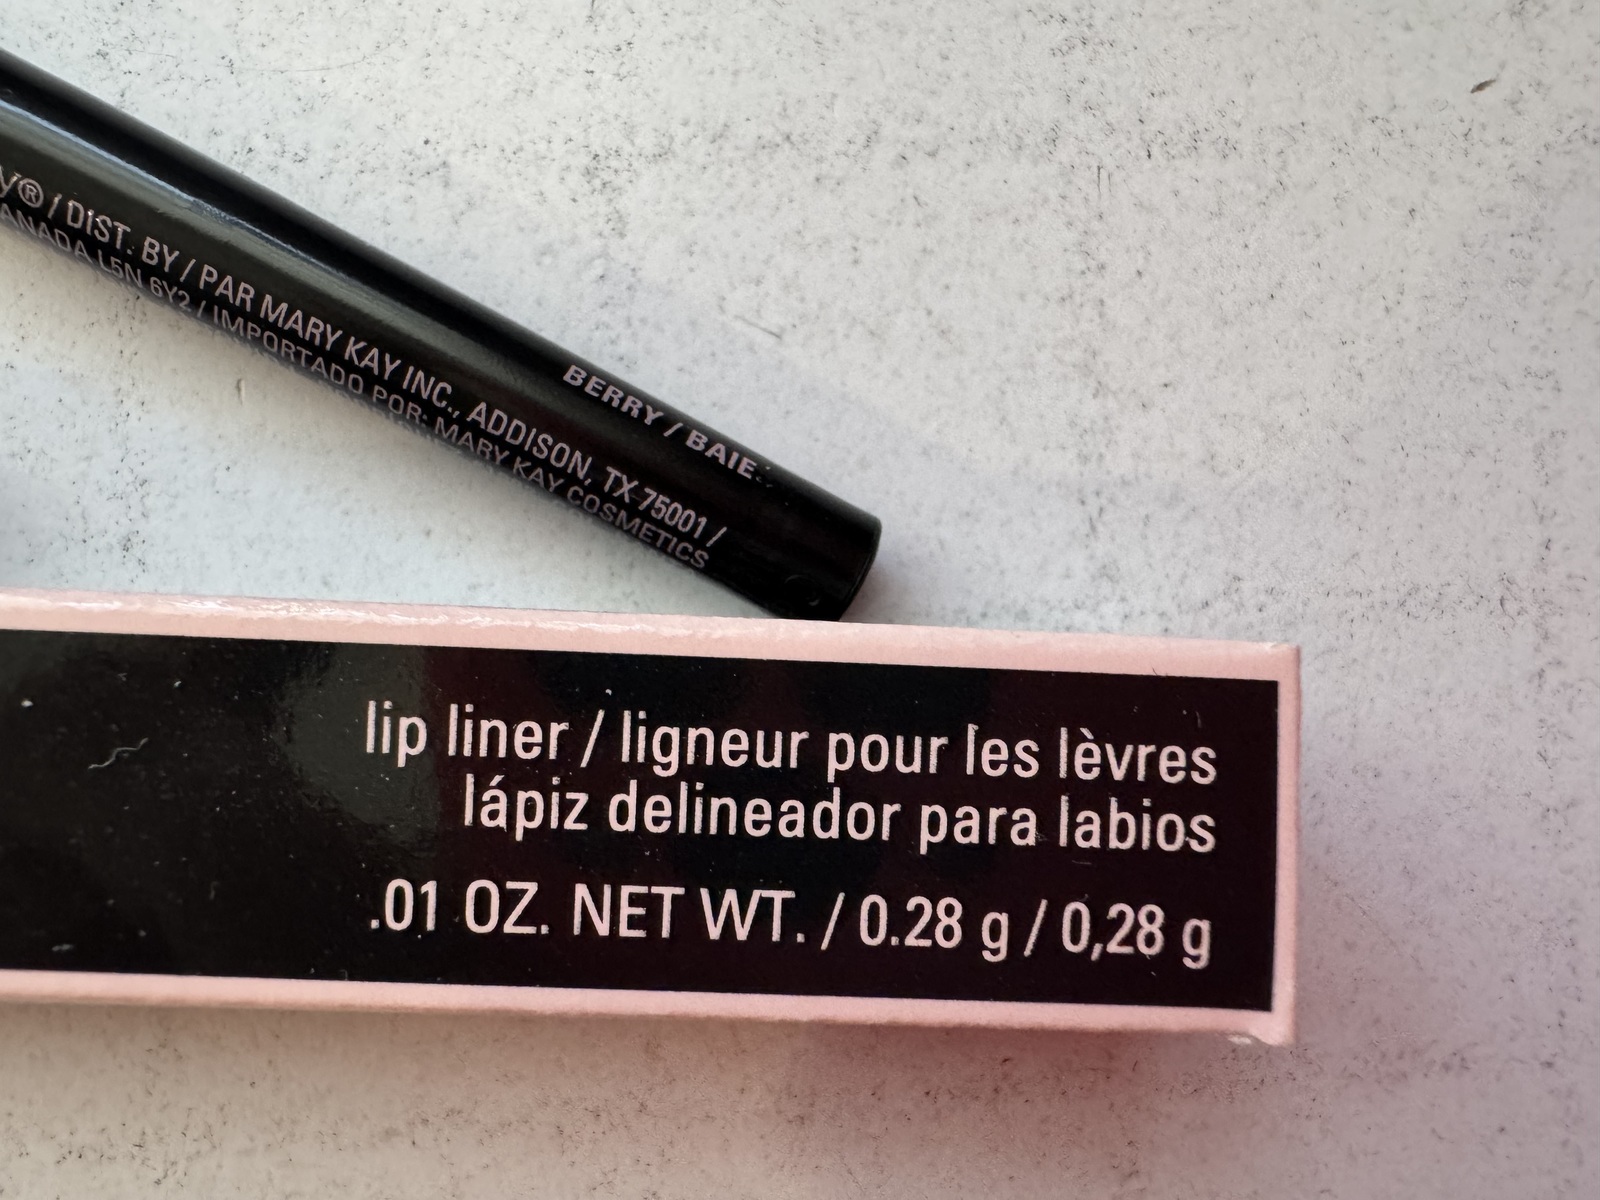 y® / DIST. BY / PAR MARY KAY INC., ADDISON, TX 75001 /
ANADA L5N 6Y2 / IMPORTADO POR: MARY KAY COSMETICS
BERRY / BAIE
lip liner / ligneur pour les lèvres
lápiz delineador para labios
.01 OZ. NET WT. / 0.28 g / 0,28 g